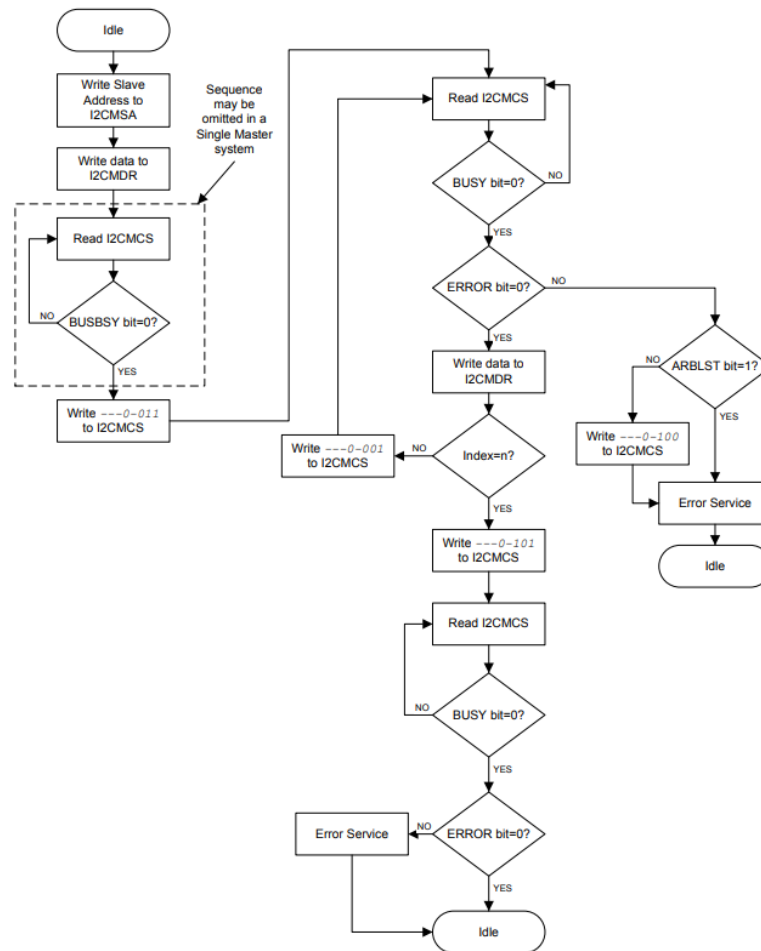 Idle
Write Slave
Address to
I2CMSA
Sequence
may be
omitted in a
Single Master
system
Write data to
I2CMDR
Read I2CMCS
BUSBSY bit=0?
NO
YES
Write ---0-011
to I2CMCS
Read I2CMCS
BUSY bit=0?
NO
YES
ERROR bit=0?
NO
YES
Write data to
I2CMDR
ARBLST bit=1?
NO
YES
Write ---0-100
to I2CMCS
Error Service
Idle
Index=n?
NO
Write ---0-001
to I2CMCS
YES
Write ---0-101
to I2CMCS
Read I2CMCS
BUSY bit=0?
NO
YES
ERROR bit=0?
NO
Error Service
YES
Idle